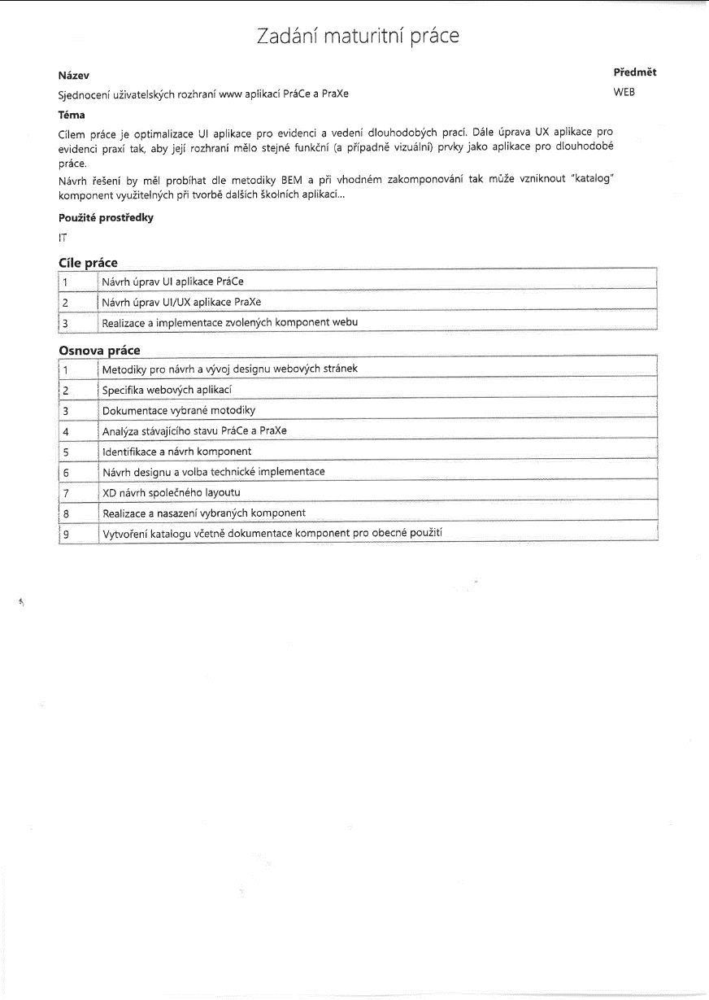 Zadání maturitní práce
Název
Předmět
Sjednocení uživatelských rozhraní www aplikací PráCe a PraXe
WEB
Téma
Cílem práce je optimalizace UI aplikace pro evidenci a vedení dlouhodobých prací. Dále úprava UX aplikace pro
evidenci praxí tak, aby její rozhraní mělo stejné funkční (a případně vizuální) prvky jako aplikace pro dlouhodobé
práce.
Návrh řešení by měl probíhat dle metodiky BEM a při vhodném zakomponování tak může vzniknout "katalog"
komponent využitelných při tvorbě dalších školních aplikací...
Použité prostředky
IT
Cíle práce
1 Návrh úprav UI aplikace PráCe
2 Návrh úprav UI/UX aplikace PraXe
3 Realizace a implementace zvolených komponent webu
Osnova práce
1 Metodiky pro návrh a vývoj designu webových stránek
2 Specifika webových aplikací
3 Dokumentace vybrané motodiky
4 Analýza stávajícího stavu PráCe a PraXe
5 Identifikace a návrh komponent
6 Návrh designu a volba technické implementace
7 XD návrh společného layoutu
8 Realizace a nasazení vybraných komponent
9 Vytvoření katalogu včetně dokumentace komponent pro obecné použití